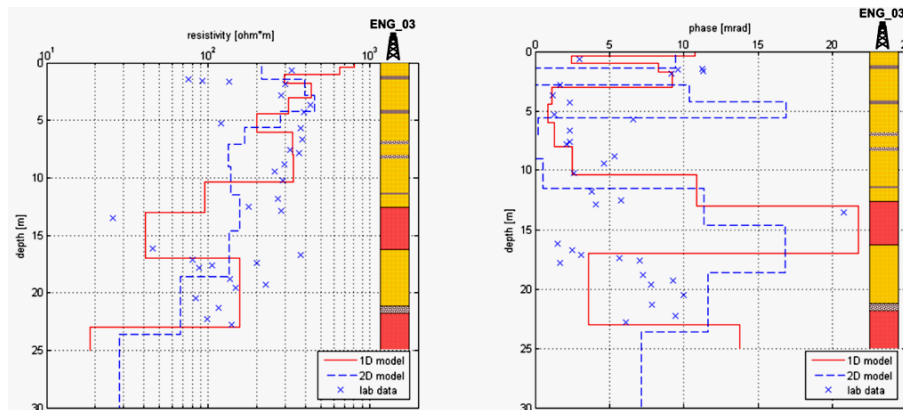 ENG_03
resistivity [ohm*m]
10^1 10^2 10^3
0
5
10
15
20
25
30
depth [m]
1D model
2D model
lab data
ENG_03
phase [mrad]
0 5 10 15 20
0
5
10
15
20
25
30
depth [m]
1D model
2D model
lab data